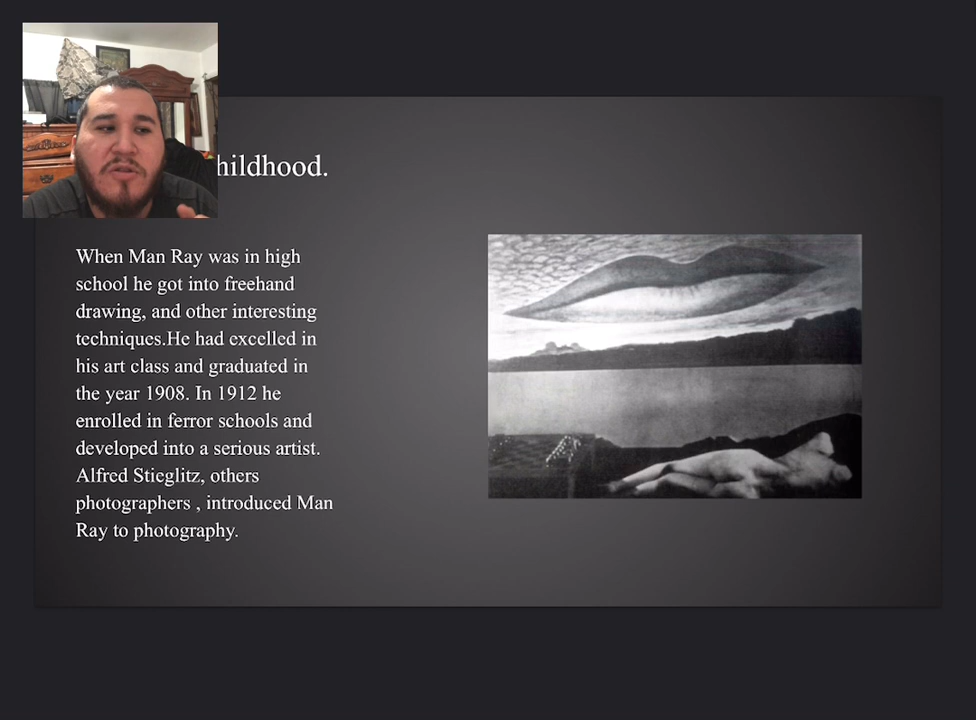 hildhood.
When Man Ray was in high
school he got into freehand
drawing, and other interesting
techniques.He had excelled in
his art class and graduated in
the year 1908. In 1912 he
enrolled in ferror schools and
developed into a serious artist.
Alfred Stieglitz, others
photographers , introduced Man
Ray to photography.